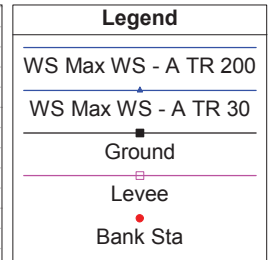 Legend
WS Max WS - A TR 200
WS Max WS - A TR 30
Ground
Levee
Bank Sta